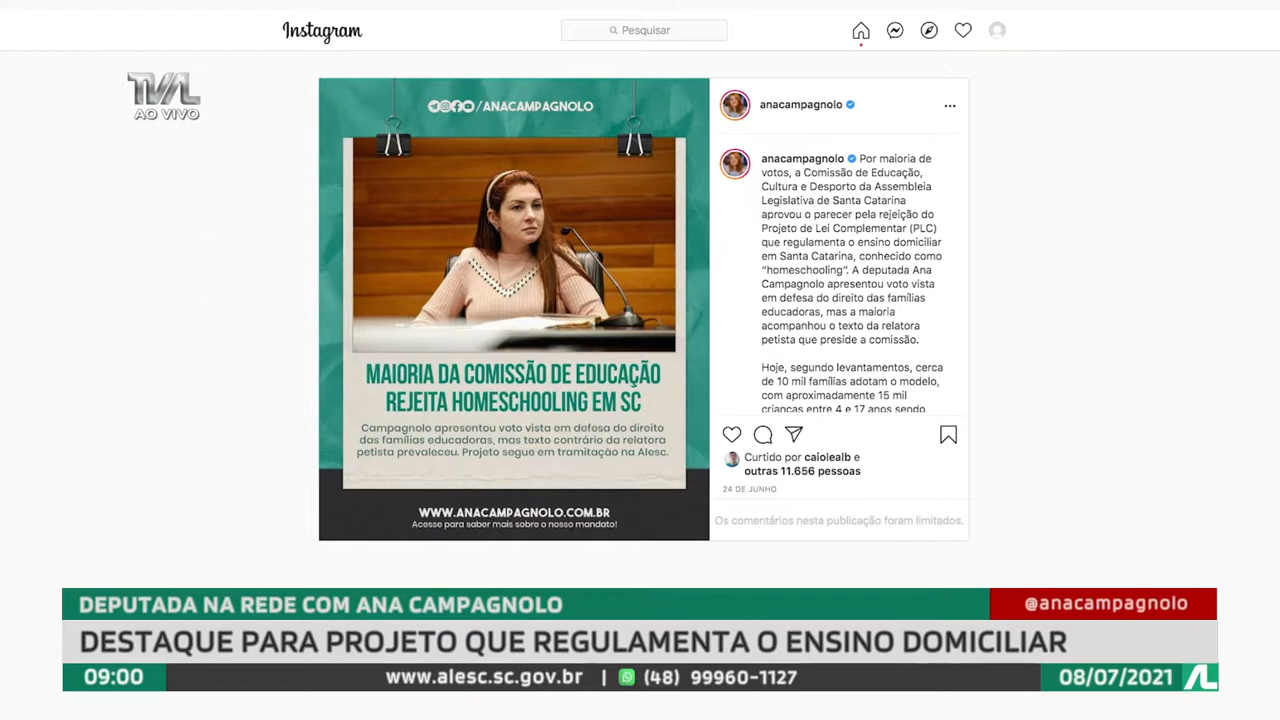 Instagram
Pesquisar
TVAL
AO VIVO
/ANACAMPAGNOLO
MAIORIA DA COMISSÃO DE EDUCAÇÃO
REJEITA HOMESCHOOLING EM SC
Campagnolo apresentou voto vista em defesa do direito
das famílias educadoras, mas texto contrário da relatora
petista prevaleceu. Projeto segue em tramitação na Alesc.
WWW.ANACAMPAGNOLO.COM.BR
Acesse para saber mais sobre o nosso mandato!
anacampagnolo
anacampagnolo Por maioria de
votos, a Comissão de Educação,
Cultura e Desporto da Assembleia
Legislativa de Santa Catarina
aprovou o parecer pela rejeição do
Projeto de Lei Complementar (PLC)
que regulamenta o ensino domiciliar
em Santa Catarina, conhecido como
“homeschooling”. A deputada Ana
Campagnolo apresentou voto vista
em defesa do direito das famílias
educadoras, mas a maioria
acompanhou o texto da relatora
petista que preside a comissão.
Hoje, segundo levantamentos, cerca
de 10 mil famílias adotam o modelo,
com aproximadamente 15 mil
crianças entre 4 e 17 anos sendo
Curtido por caiolealb e
outras 11.656 pessoas
24 DE JUNHO
Os comentários nesta publicação foram limitados.
DEPUTADA NA REDE COM ANA CAMPAGNOLO
@anacampagnolo
DESTAQUE PARA PROJETO QUE REGULAMENTA O ENSINO DOMICILIAR
09:00
www.alesc.sc.gov.br | (48) 99960-1127
08/07/2021
AL